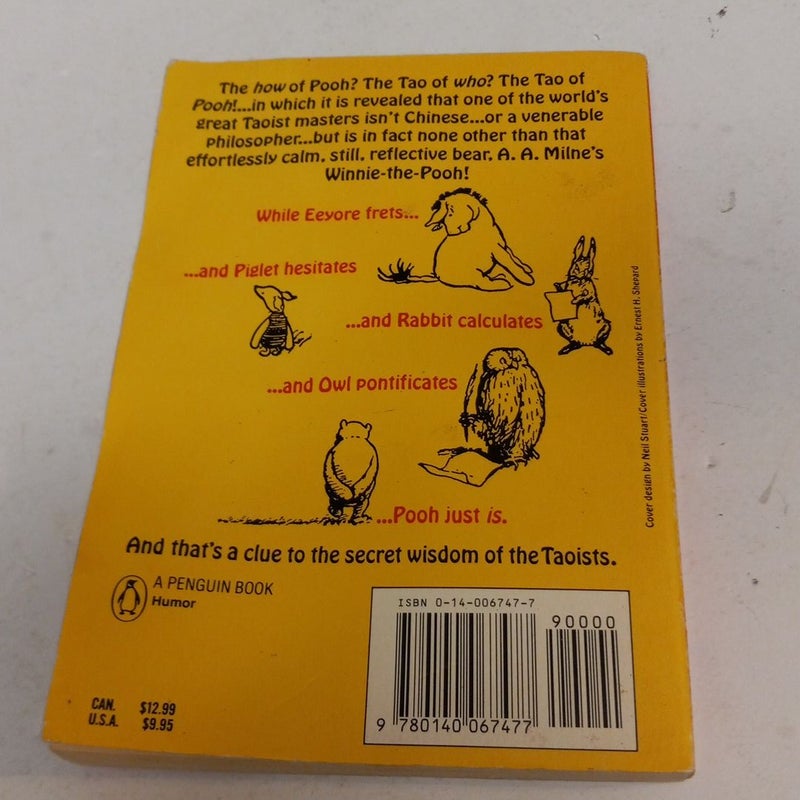 The how of Pooh? The Tao of who? The Tao of
Pooh!...in which it is revealed that one of the world's
great Taoist masters isn't Chinese...or a venerable
philosopher...but is in fact none other than that
effortlessly calm, still, reflective bear, A. A. Milne's
Winnie-the-Pooh!
While Eeyore frets...
...and Piglet hesitates
...and Rabbit calculates
...and Owl pontificates
...Pooh just is.
And that's a clue to the secret wisdom of the Taoists.
Cover design by Neil Stuart/Cover illustrations by Ernest H. Shepard
A PENGUIN BOOK
Humor
CAN. $12.99
U.S.A. $9.95
ISBN 0-14-006747-7
90000
9 780140 067477